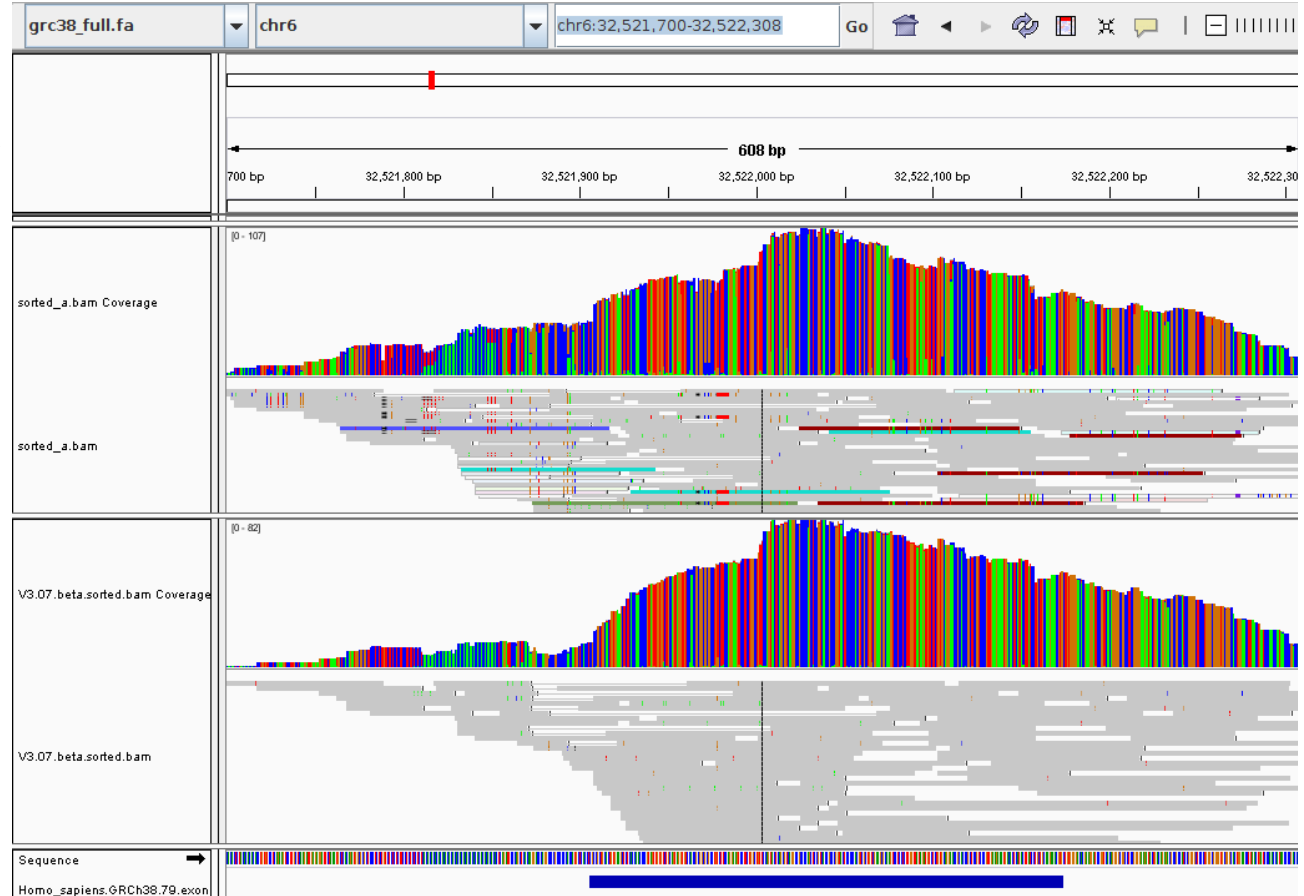 grc38_full.fa chr6 chr6:32,521,700-32,522,308 Go
608 bp
700 bp 32,521,800 bp 32,521,900 bp 32,522,000 bp 32,522,100 bp 32,522,200 bp 32,522,30
[0 - 107]
sorted_a.bam Coverage
sorted_a.bam
[0 - 82]
V3.07.beta.sorted.bam Coverage
V3.07.beta.sorted.bam
Sequence
Homo_sapiens.GRCh38.79.exon